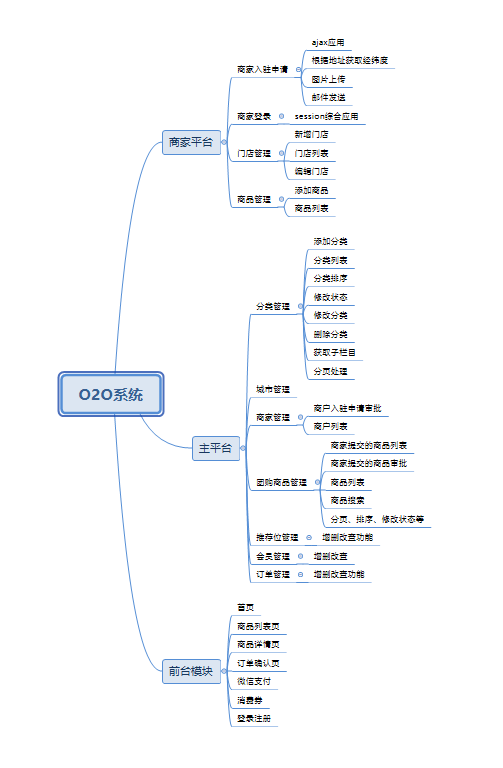 O2O系统
商家平台
商家入驻申请
ajax应用
根据地址获取经纬度
图片上传
邮件发送
商家登录
session综合应用
门店管理
新增门店
门店列表
编辑门店
商品管理
添加商品
商品列表
主平台
分类管理
添加分类
分类列表
分类排序
修改状态
修改分类
删除分类
获取子栏目
分页处理
城市管理
商家管理
商户入驻申请审批
商户列表
团购商品管理
商家提交的商品列表
商家提交的商品审批
商品列表
商品搜索
分页、排序、修改状态等
推荐位管理
增删改查功能
会员管理
增删改查
订单管理
增删改查功能
前台模块
首页
商品列表页
商品详情页
订单确认页
微信支付
消费券
登录注册